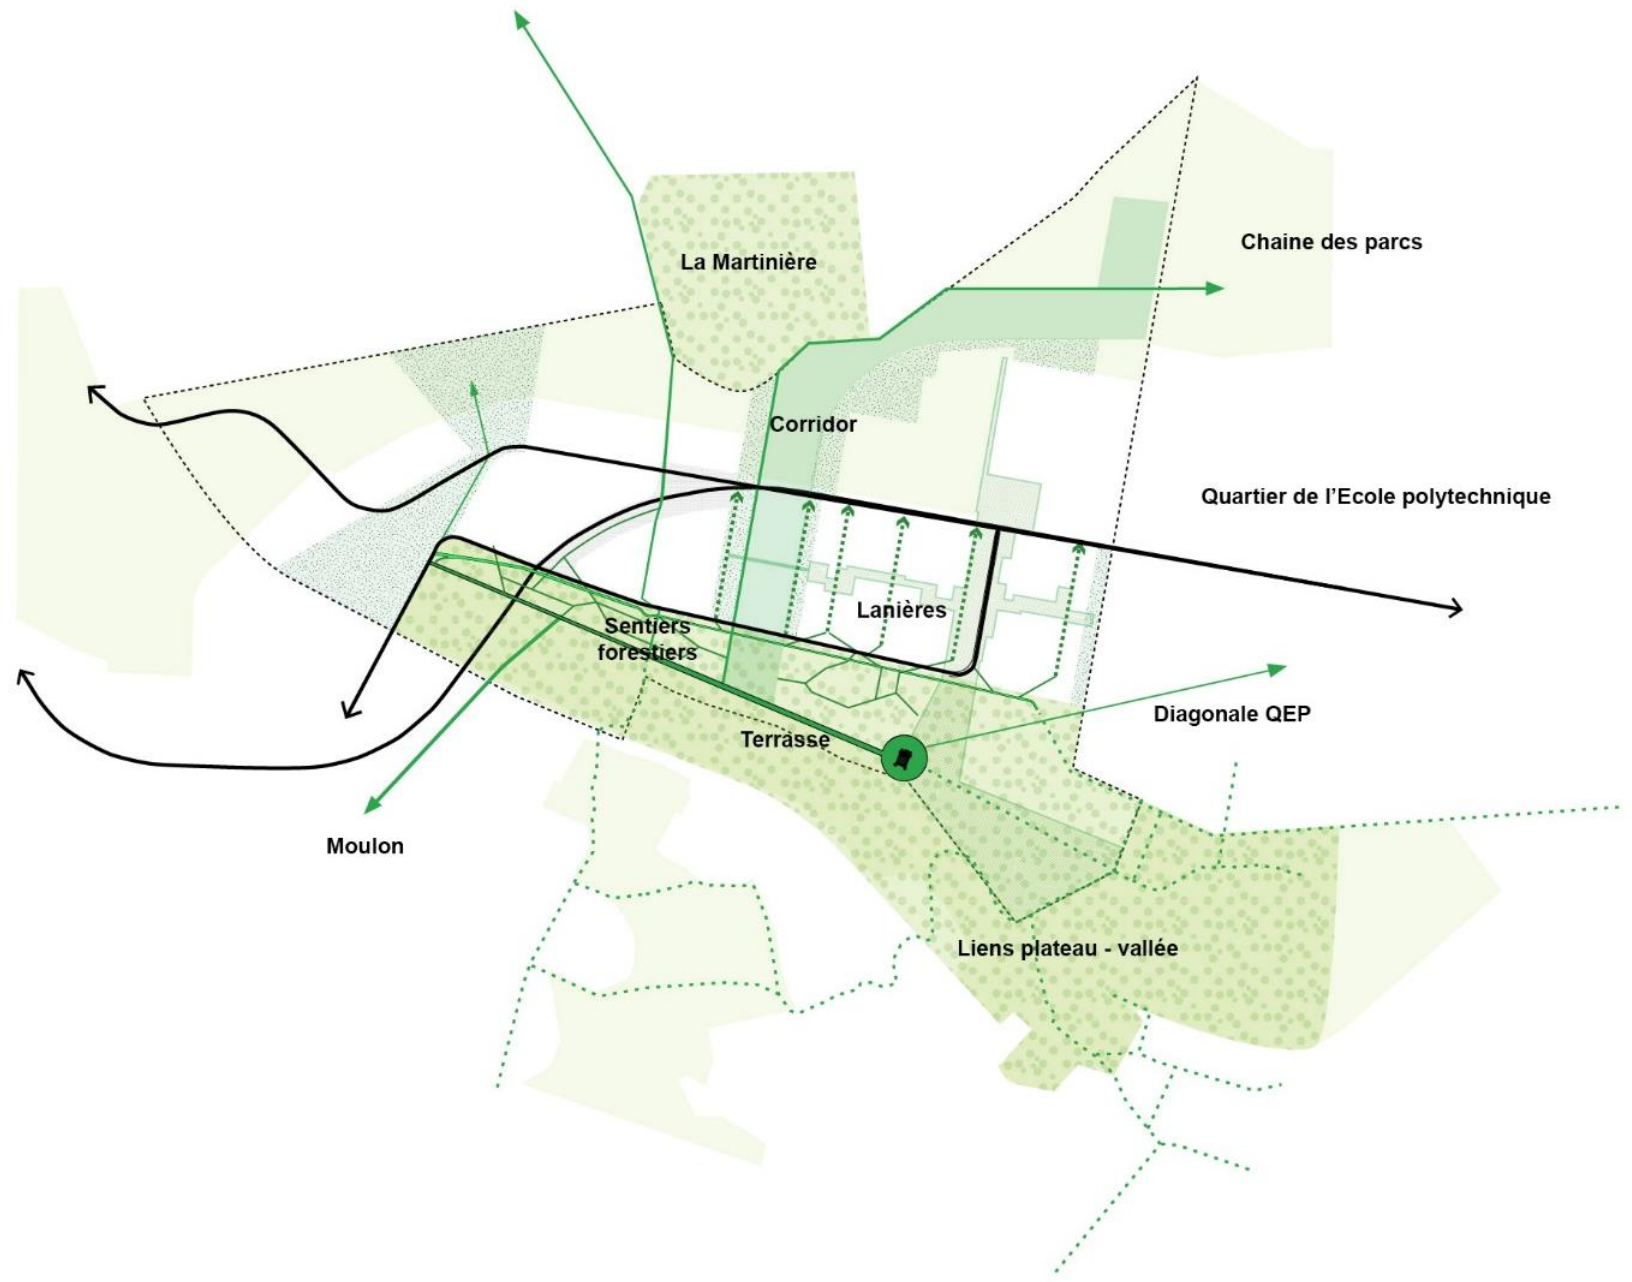 Chaine des parcs
La Martinière
Corridor
Quartier de l'Ecole polytechnique
Lanières
Sentiers
forestiers
Diagonale QEP
Terrasse
Moulon
Liens plateau - vallée